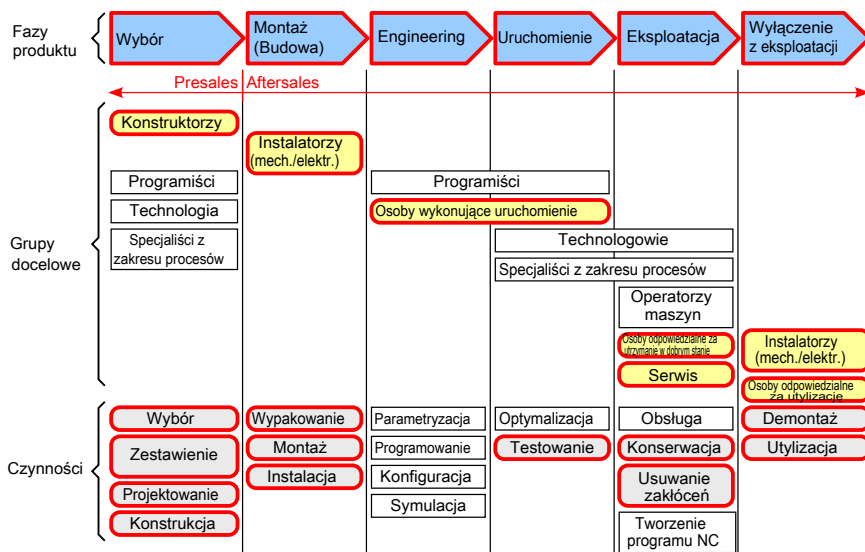 Fazy
produktu
Wybór
Montaż
(Budowa)
Engineering
Uruchomienie
Eksploatacja
Wyłączenie
z eksploatacji
Presales
Aftersales
Grupy
docelowe
Konstruktorzy
Instalatorzy
(mech./elektr.)
Programiści
Programiści
Technologia
Osoby wykonujące uruchomienie
Specjaliści z
zakresu procesów
Technologowie
Specjaliści z zakresu procesów
Operatorzy
maszyn
Osoby odpowiedzialne za
utrzymanie w dobrym stanie
Serwis
Instalatorzy
(mech./elektr.)
Osoby odpowiedzialne
za utylizację
Czynności
Wybór
Wypakowanie
Parametryzacja
Optymalizacja
Obsługa
Demontaż
Zestawienie
Montaż
Programowanie
Testowanie
Konserwacja
Utylizacja
Instalacja
Konfiguracja
Usuwanie
zakłóceń
Projektowanie
Symulacja
Konstrukcja
Tworzenie
programu NC